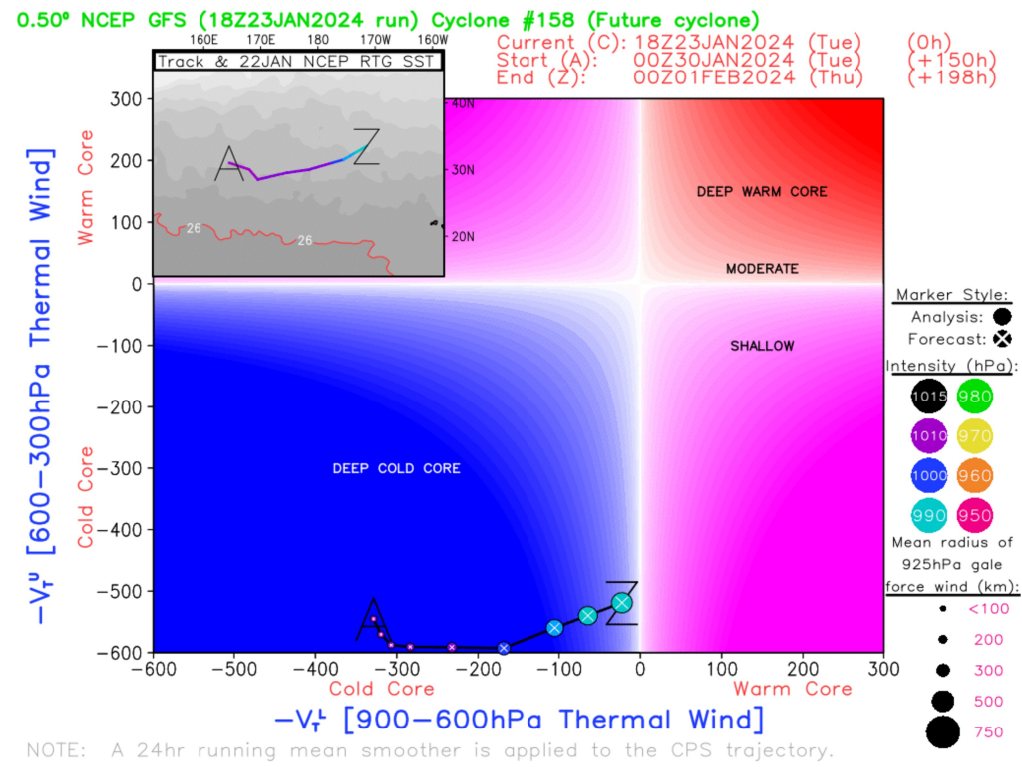 0.50° NCEP GFS (18Z23JAN2024 run) Cyclone #158 (Future cyclone)
Current (C): 18Z23JAN2024 (Tue) (0h)
Start (A): 00Z30JAN2024 (Tue) (+150h)
End (Z): 00Z01FEB2024 (Thu) (+198h)
160E 170E 180 170W 160W
Track & 22JAN NCEP RTG SST
40N
30N
20N
A
Z
26
26
300
200
100
0
−100
−200
−300
−400
−500
−600
Warm Core
Cold Core
−VTU [600−300hPa Thermal Wind]
DEEP WARM CORE
MODERATE
SHALLOW
DEEP COLD CORE
A
Z
−600 −500 −400 −300 −200 −100 0 100 200 300
Cold Core
Warm Core
−VTL [900−600hPa Thermal Wind]
Marker Style:
Analysis:
Forecast:
Intensity (hPa):
1015 980
1010 970
1000 960
990 950
Mean radius of
925hPa gale
force wind (km):
<100
200
300
500
750
NOTE: A 24hr running mean smoother is applied to the CPS trajectory.